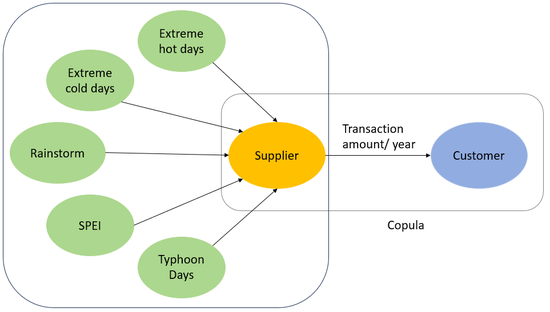 Extreme
hot days
Extreme
cold days
Rainstorm
SPEI
Typhoon
Days
Supplier
Transaction
amount/ year
Customer
Copula